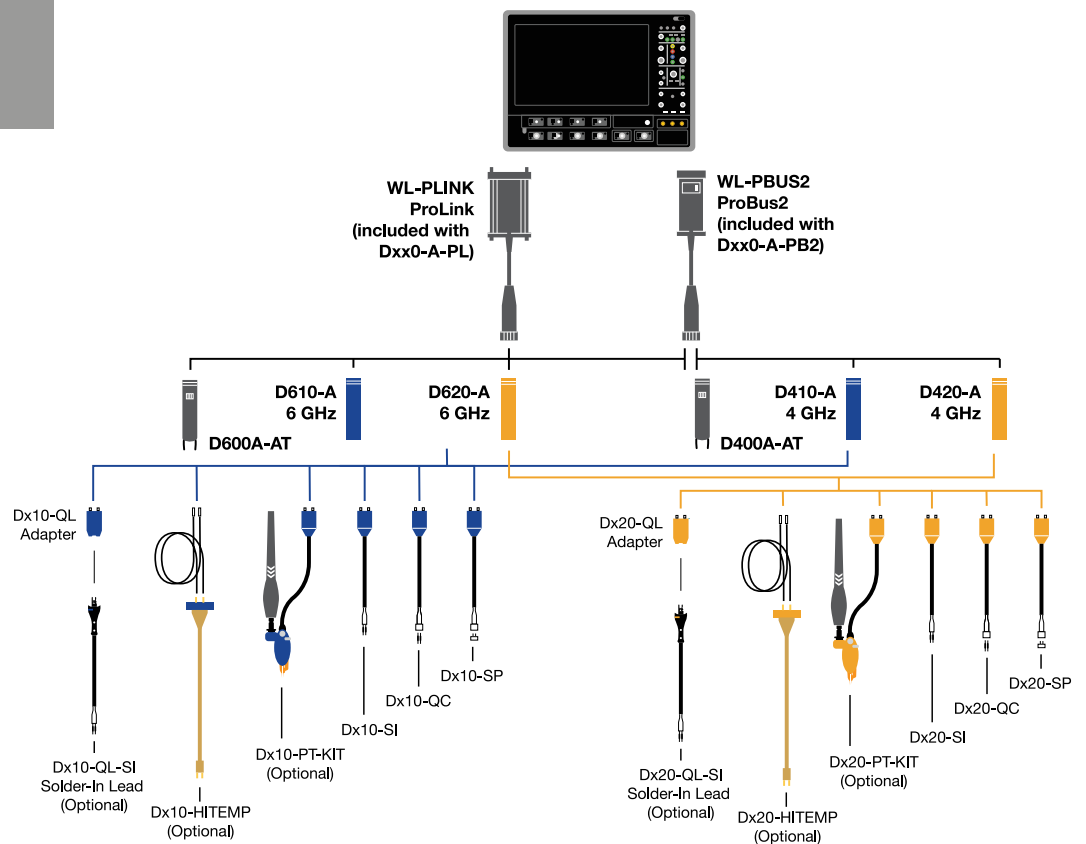 WL-PLINK
ProLink
(included with
Dxx0-A-PL)
WL-PBUS2
ProBus2
(included with
Dxx0-A-PB2)
D600A-AT
D610-A
6 GHz
D620-A
6 GHz
D400A-AT
D410-A
4 GHz
D420-A
4 GHz
Dx10-QL
Adapter
Dx10-QL-SI
Solder-In Lead
(Optional)
Dx10-HITEMP
(Optional)
Dx10-PT-KIT
(Optional)
Dx10-SI
Dx10-QC
Dx10-SP
Dx20-QL
Adapter
Dx20-QL-SI
Solder-In Lead
(Optional)
Dx20-HITEMP
(Optional)
Dx20-PT-KIT
(Optional)
Dx20-SI
Dx20-QC
Dx20-SP